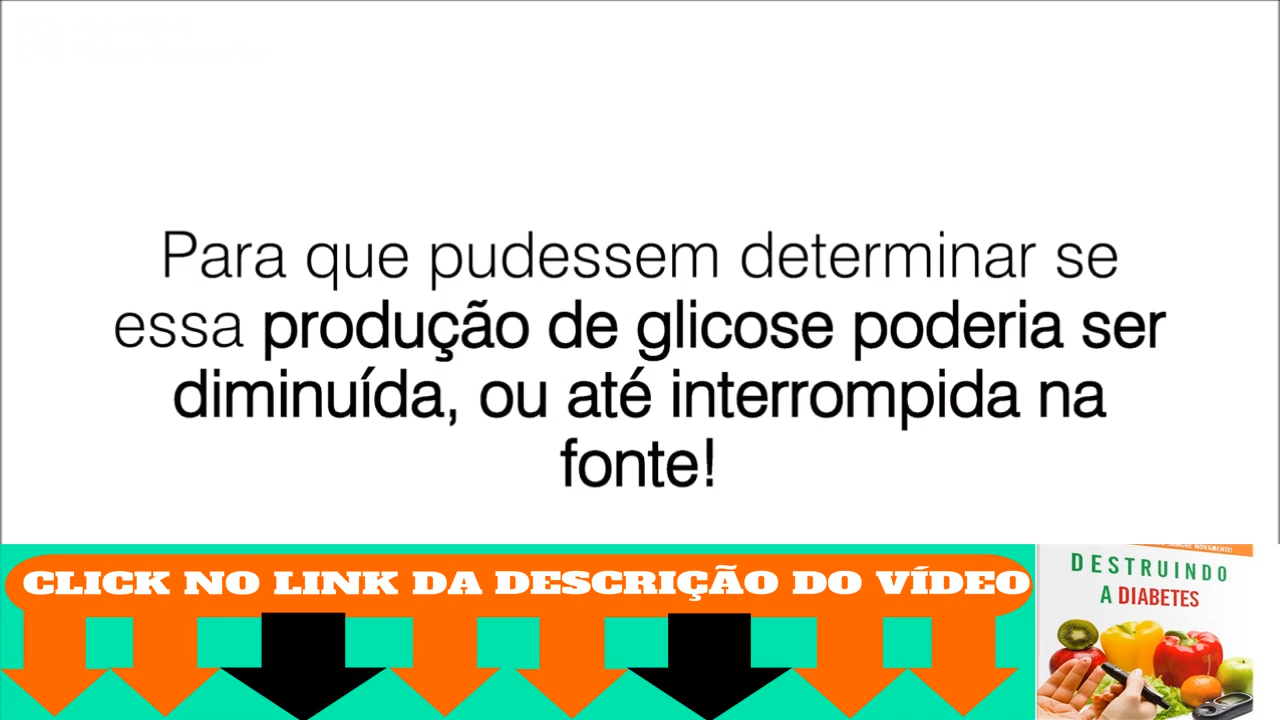 Para que pudessem determinar se
essa produção de glicose poderia ser
diminuída, ou até interrompida na
fonte!
CLICK NO LINK DA DESCRIÇÃO DO VÍDEO
NOVAMENTE!
DESTRUINDO
A DIABETES